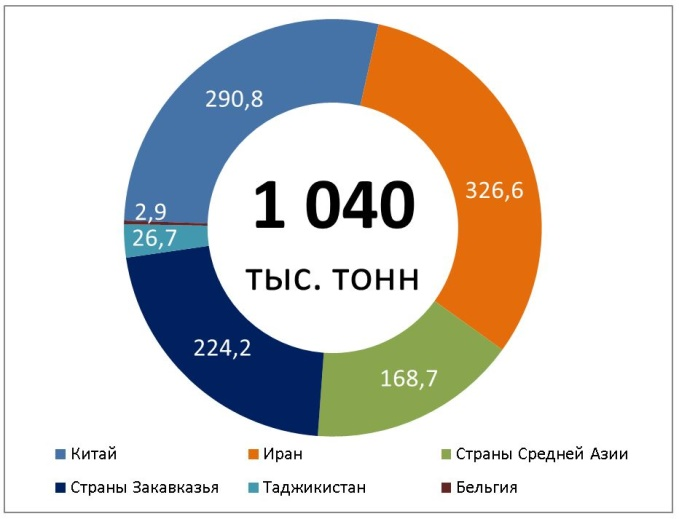 290,8
326,6
1 040
2,9
26,7
тыс. тонн
224,2
168,7
Китай
Иран
Страны Средней Азии
Страны Закавказья
Таджикистан
Бельгия